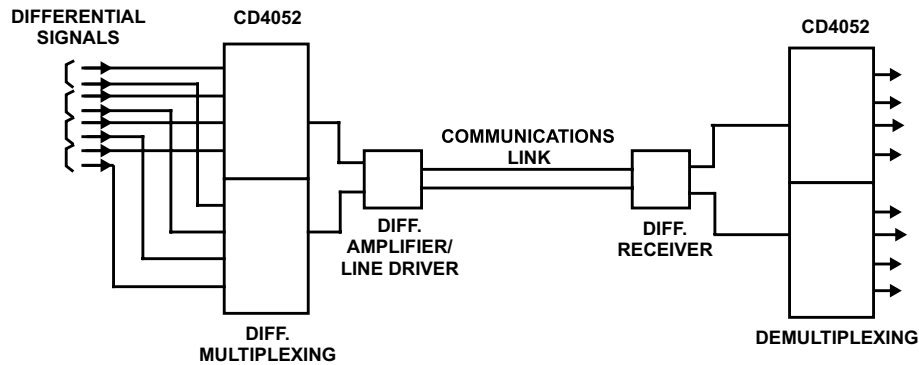 DIFFERENTIAL
SIGNALS
CD4052
DIFF.
MULTIPLEXING
DIFF.
AMPLIFIER/
LINE DRIVER
COMMUNICATIONS
LINK
DIFF.
RECEIVER
CD4052
DEMULTIPLEXING